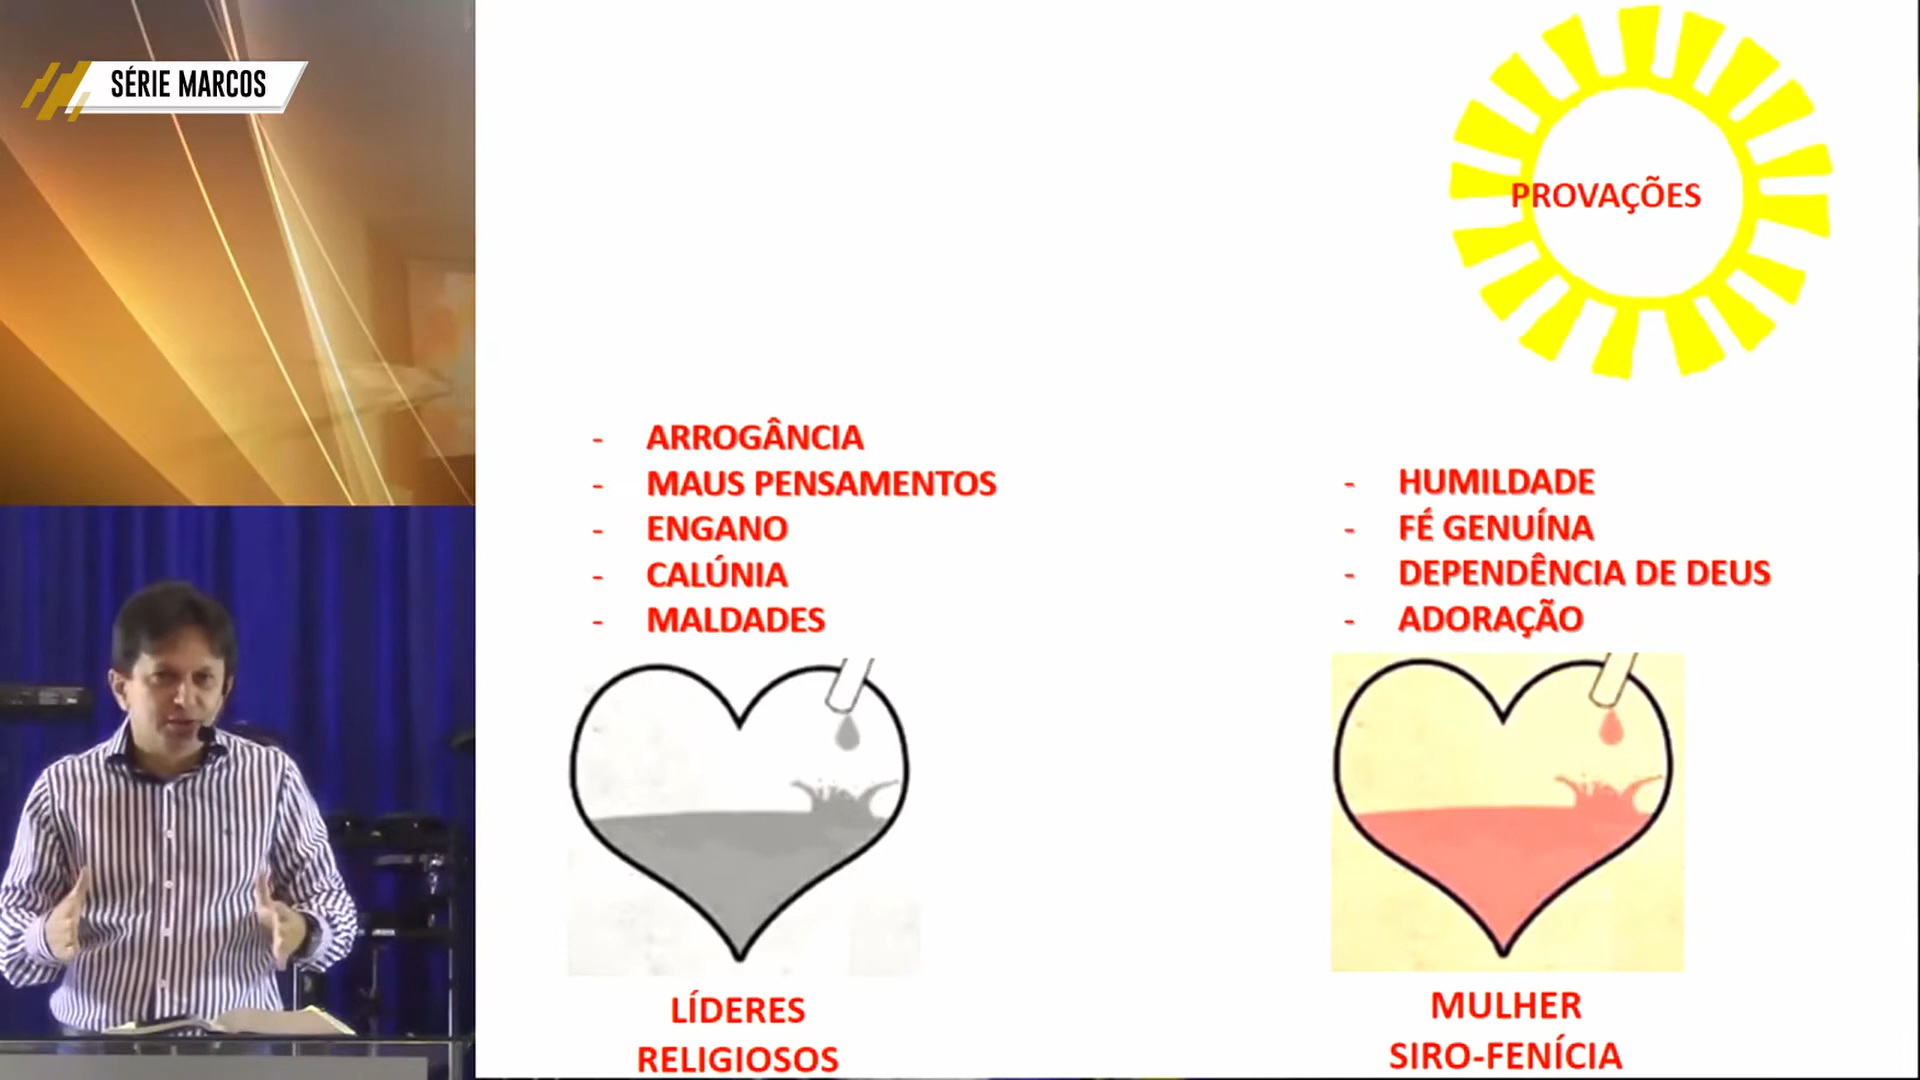 SÉRIE MARCOS
PROVAÇÕES
- ARROGÂNCIA
- MAUS PENSAMENTOS
- ENGANO
- CALÚNIA
- MALDADES
- HUMILDADE
- FÉ GENUÍNA
- DEPENDÊNCIA DE DEUS
- ADORAÇÃO
LÍDERES
RELIGIOSOS
MULHER
SIRO-FENÍCIA